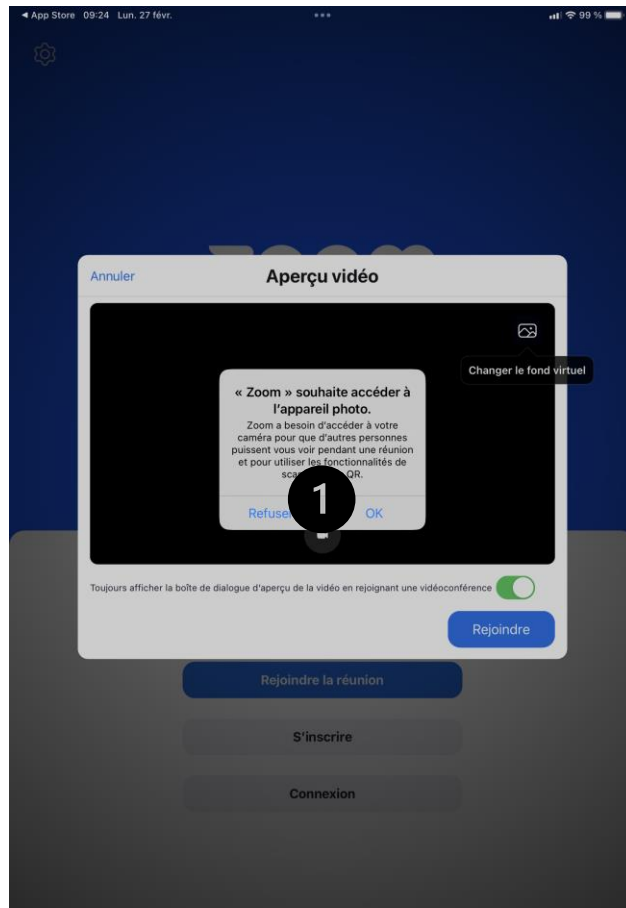 App Store 09:24 Lun. 27 févr. 99 %
Annuler Aperçu vidéo
Changer le fond virtuel
« Zoom » souhaite accéder à
l'appareil photo.
Zoom a besoin d'accéder à votre
caméra pour que d'autres personnes
puissent vous voir pendant une réunion
et pour utiliser les fonctionnalités de
QR.
1
OK
Toujours afficher la boîte de dialogue d'aperçu de la vidéo en rejoignant une vidéoconférence
Rejoindre
Rejoindre la réunion
S'inscrire
Connexion